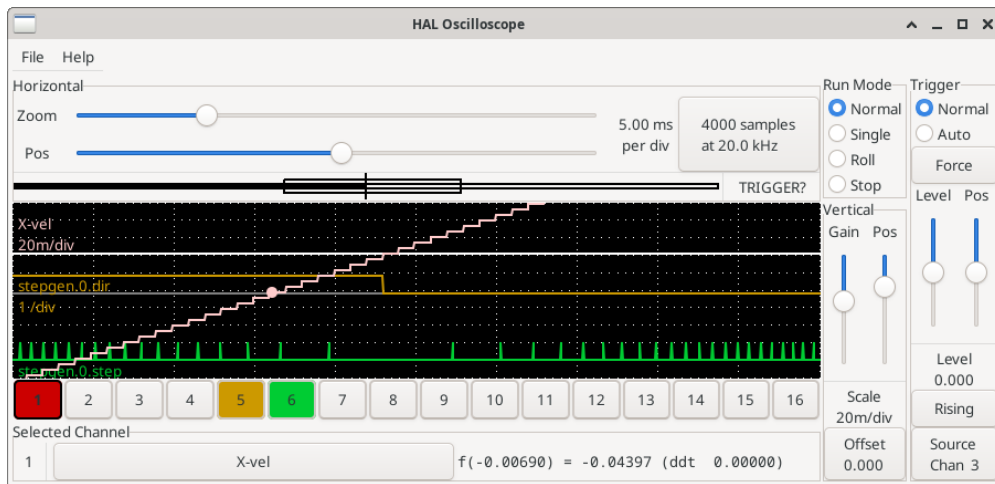 HAL Oscilloscope
File Help
Horizontal
Zoom
Pos
5.00 ms
per div
4000 samples
at 20.0 kHz
TRIGGER?
Run Mode
Normal
Single
Roll
Stop
Trigger
Normal
Auto
Force
Level Pos
Level
0.000
Rising
Source
Chan 3
Vertical
Gain Pos
Scale
20m/div
Offset
0.000
X-vel
20m/div
stepgen.0.dir
1 /div
stepgen.0.step
1 2 3 4 5 6 7 8 9 10 11 12 13 14 15 16
Selected Channel
1 X-vel f(-0.00690) = -0.04397 (ddt 0.00000)